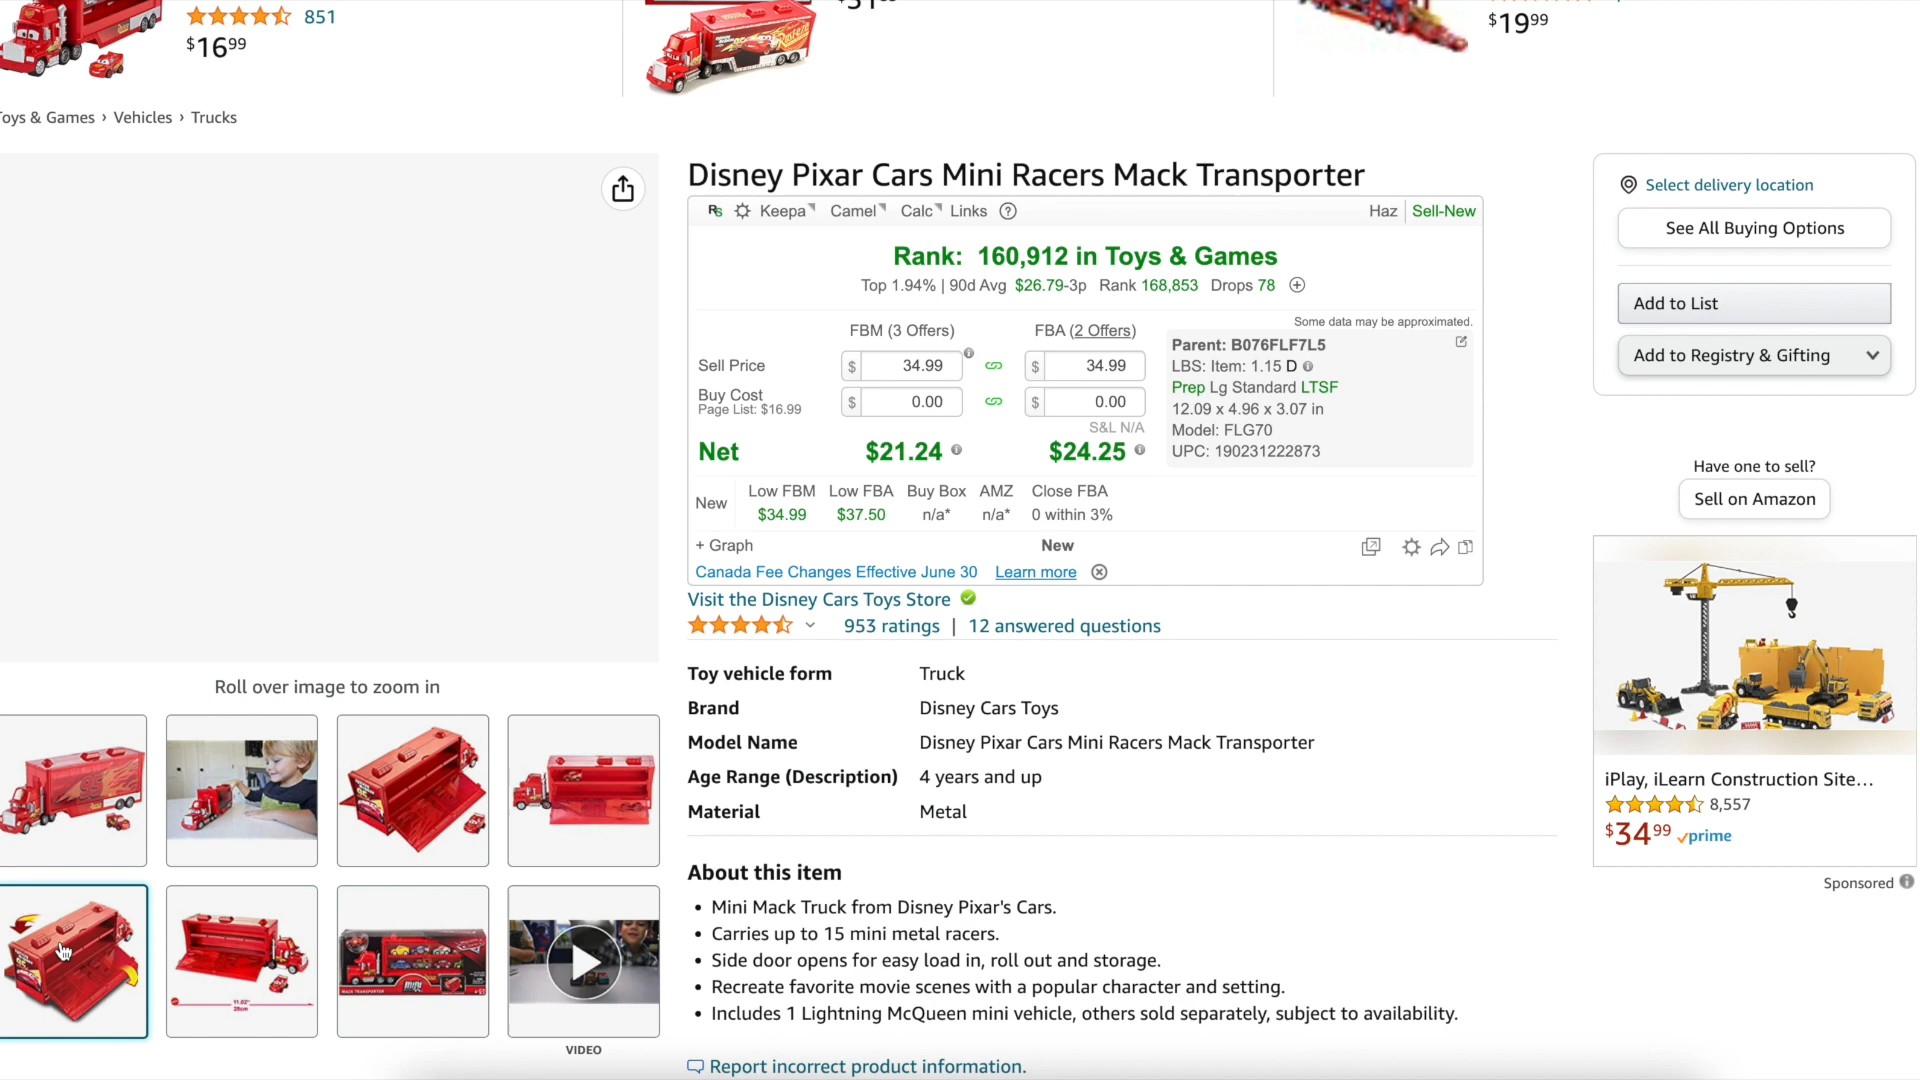 851
$16 99
$19 99
Toys & Games › Vehicles › Trucks
Disney Pixar Cars Mini Racers Mack Transporter
RS Keepa Camel Calc Links ? Haz Sell-New
Rank: 160,912 in Toys & Games
Top 1.94% | 90d Avg $26.79-3p Rank 168,853 Drops 78
Some data may be approximated.
FBM (3 Offers) FBA (2 Offers)
Sell Price $ 34.99 $ 34.99
Buy Cost $ 0.00 $ 0.00
Page List: $16.99
S&L N/A
Net $21.24 $24.25
Parent: B076FLF7L5
LBS: Item: 1.15 D
Prep Lg Standard LTSF
12.09 x 4.96 x 3.07 in
Model: FLG70
UPC: 190231222873
New Low FBM Low FBA Buy Box AMZ Close FBA
$34.99 $37.50 n/a* n/a* 0 within 3%
+ Graph New
Canada Fee Changes Effective June 30 Learn more
Visit the Disney Cars Toys Store
953 ratings | 12 answered questions
Toy vehicle form Truck
Brand Disney Cars Toys
Model Name Disney Pixar Cars Mini Racers Mack Transporter
Age Range (Description) 4 years and up
Material Metal
About this item
• Mini Mack Truck from Disney Pixar's Cars.
• Carries up to 15 mini metal racers.
• Side door opens for easy load in, roll out and storage.
• Recreate favorite movie scenes with a popular character and setting.
• Includes 1 Lightning McQueen mini vehicle, others sold separately, subject to availability.
Report incorrect product information.
Roll over image to zoom in
VIDEO
Select delivery location
See All Buying Options
Add to List
Add to Registry & Gifting
Have one to sell?
Sell on Amazon
iPlay, iLearn Construction Site…
8,557
$34 99 prime
Sponsored